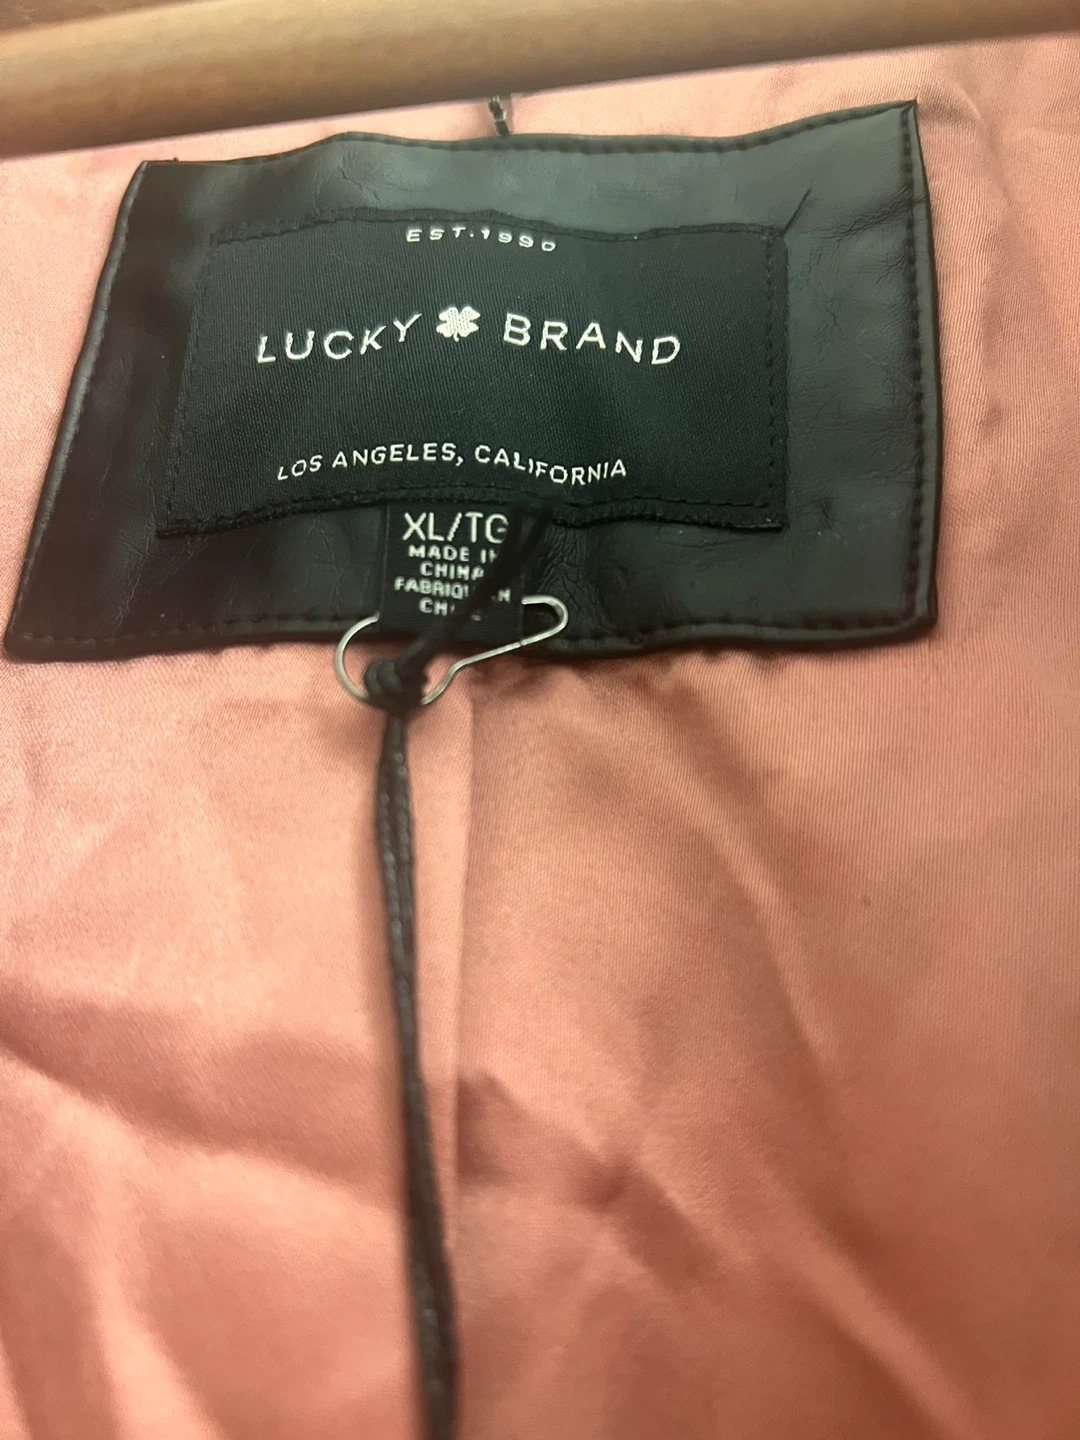 EST. 1990
LUCKY BRAND
LOS ANGELES, CALIFORNIA
XL/TG
MADE IN
CHINA